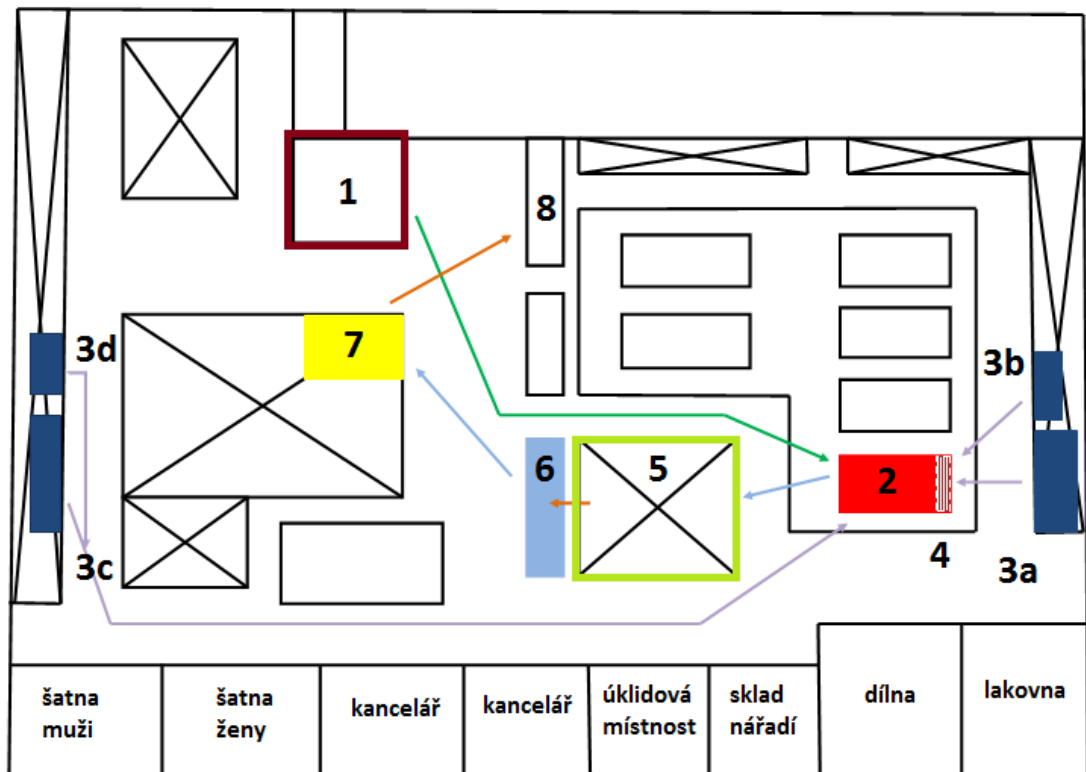 1
8
7
3d
3b
6
5
2
4
3c
3a
šatna
muži
šatna
ženy
kancelář
kancelář
úklidová
místnost
sklad
nářadí
dílna
lakovna